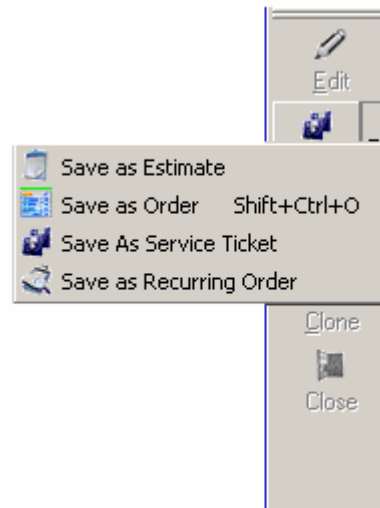 Edit
Save as Estimate
Save as Order Shift+Ctrl+O
Save As Service Ticket
Save as Recurring Order
Clone
Close